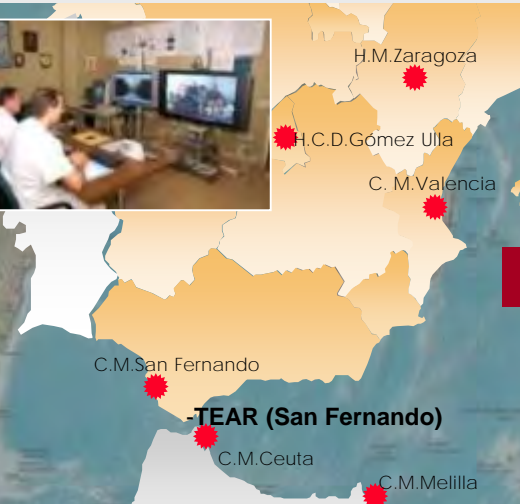 H.M.Zaragoza
H.C.D.Gómez Ulla
C. M.Valencia
C.M.San Fernando
-TEAR (San Fernando)
C.M.Ceuta
C.M.Melilla